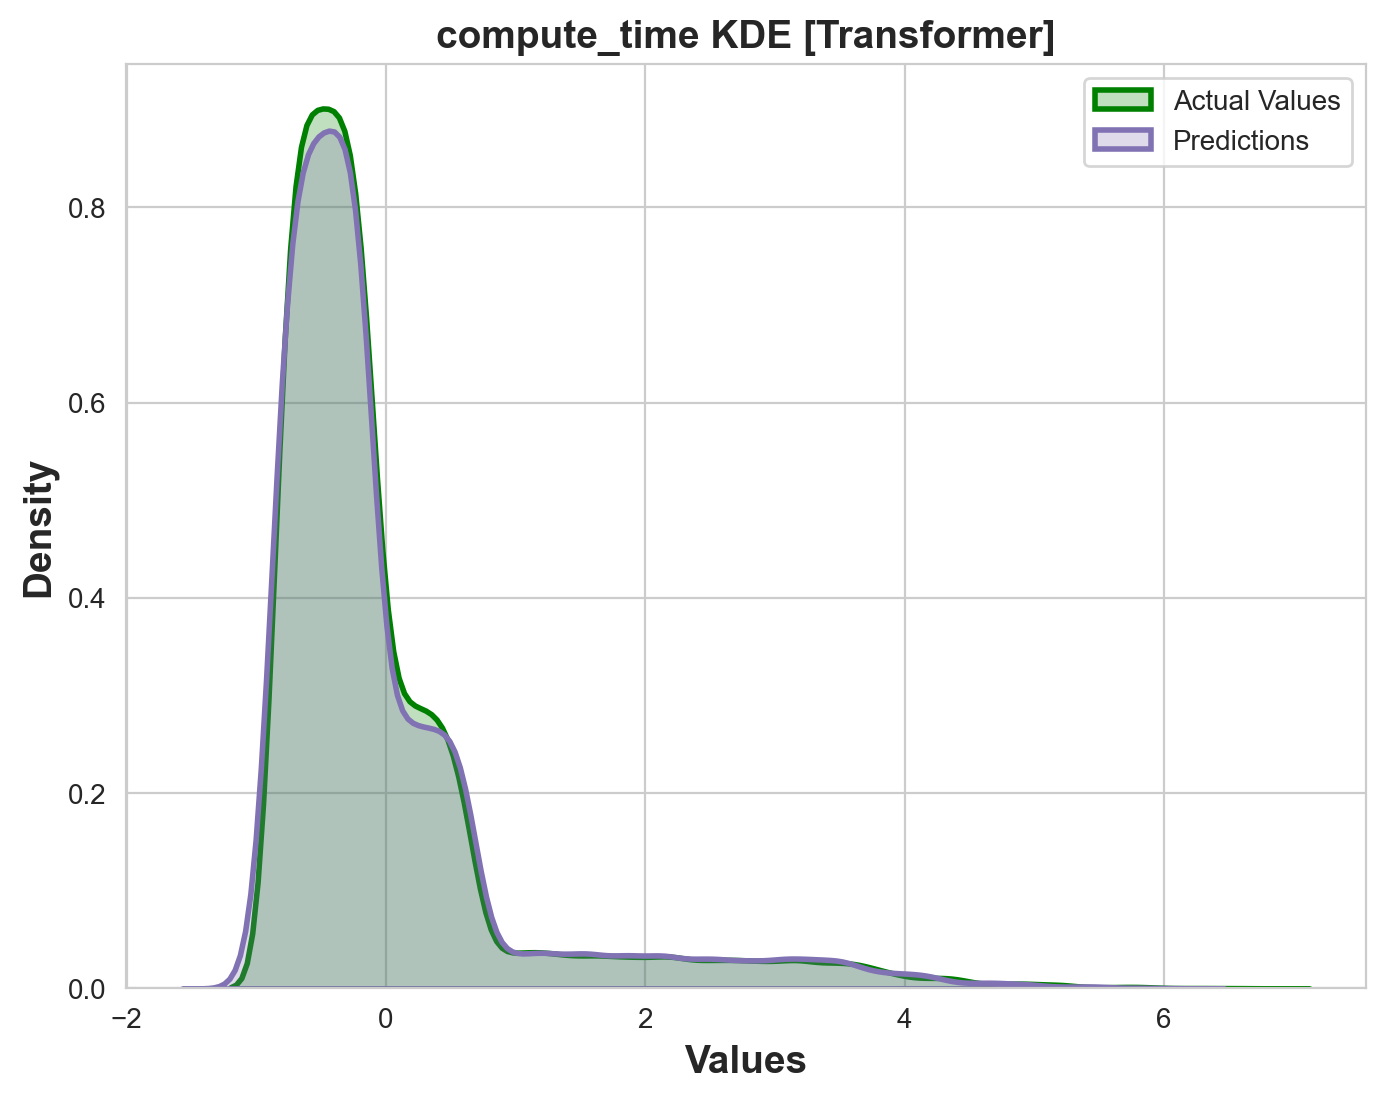 compute_time KDE [Transformer]
Actual Values
Predictions
Density
0.8
0.6
0.4
0.2
0.0
−2
0
2
4
6
Values